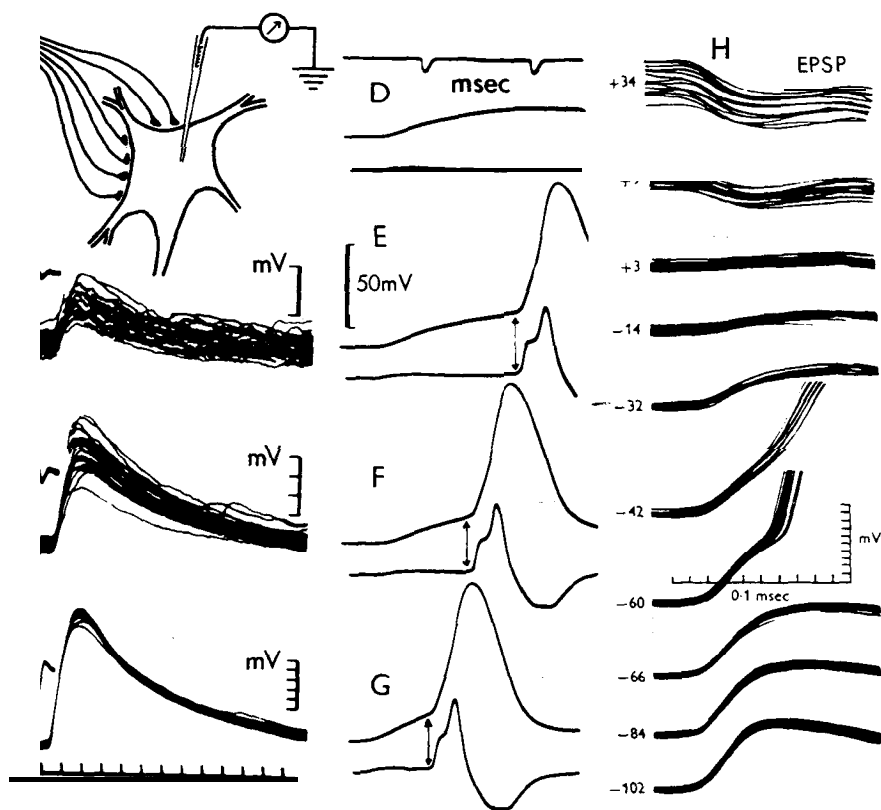 H
EPSP
+34
D
msec
+3
E
mV
50mV
-14
-32
mV
F
-42
mV
0·1 msec
-60
mV
G
-66
-84
-102